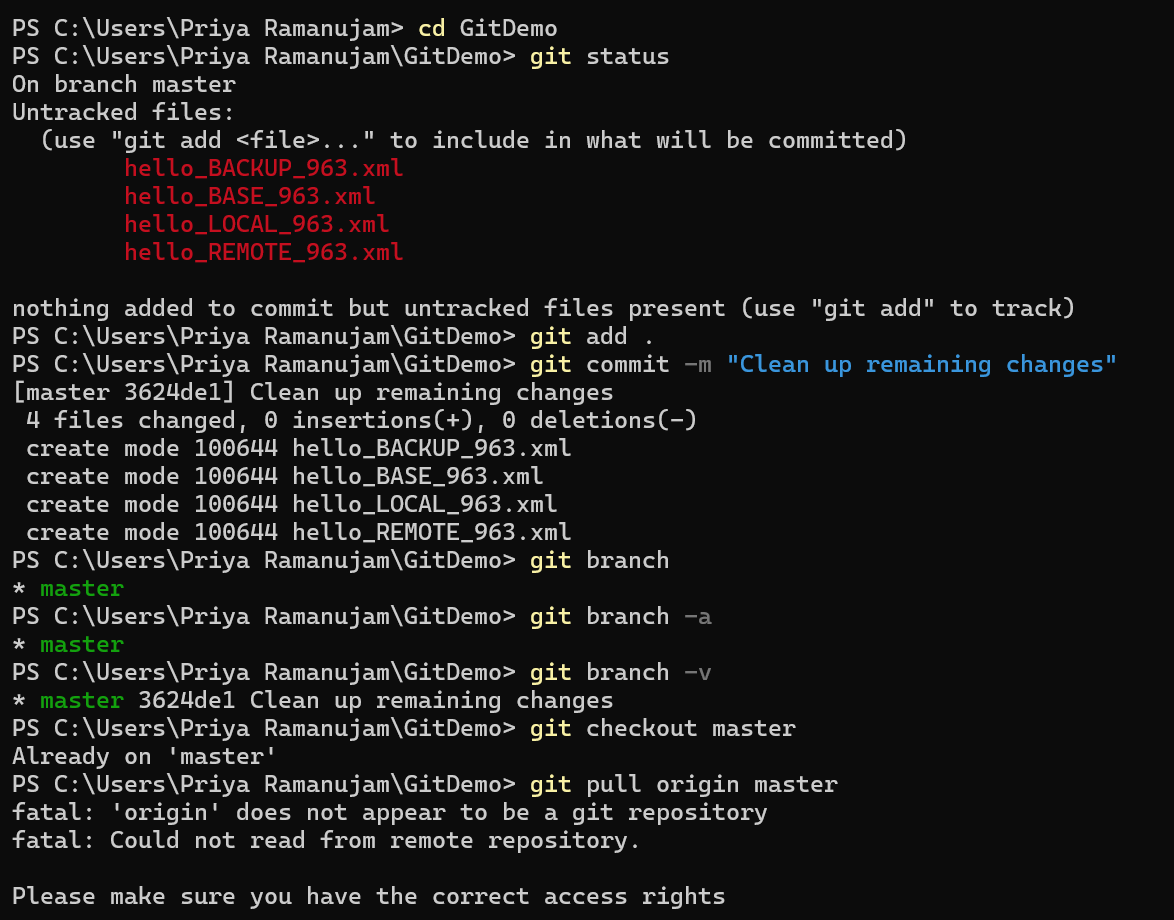 PS C:\Users\Priya Ramanujam> cd GitDemo
PS C:\Users\Priya Ramanujam\GitDemo> git status
On branch master
Untracked files:
  (use "git add <file>..." to include in what will be committed)
        hello_BACKUP_963.xml
        hello_BASE_963.xml
        hello_LOCAL_963.xml
        hello_REMOTE_963.xml

nothing added to commit but untracked files present (use "git add" to track)
PS C:\Users\Priya Ramanujam\GitDemo> git add .
PS C:\Users\Priya Ramanujam\GitDemo> git commit -m "Clean up remaining changes"
[master 3624de1] Clean up remaining changes
 4 files changed, 0 insertions(+), 0 deletions(-)
 create mode 100644 hello_BACKUP_963.xml
 create mode 100644 hello_BASE_963.xml
 create mode 100644 hello_LOCAL_963.xml
 create mode 100644 hello_REMOTE_963.xml
PS C:\Users\Priya Ramanujam\GitDemo> git branch
* master
PS C:\Users\Priya Ramanujam\GitDemo> git branch -a
* master
PS C:\Users\Priya Ramanujam\GitDemo> git branch -v
* master 3624de1 Clean up remaining changes
PS C:\Users\Priya Ramanujam\GitDemo> git checkout master
Already on 'master'
PS C:\Users\Priya Ramanujam\GitDemo> git pull origin master
fatal: 'origin' does not appear to be a git repository
fatal: Could not read from remote repository.

Please make sure you have the correct access rights